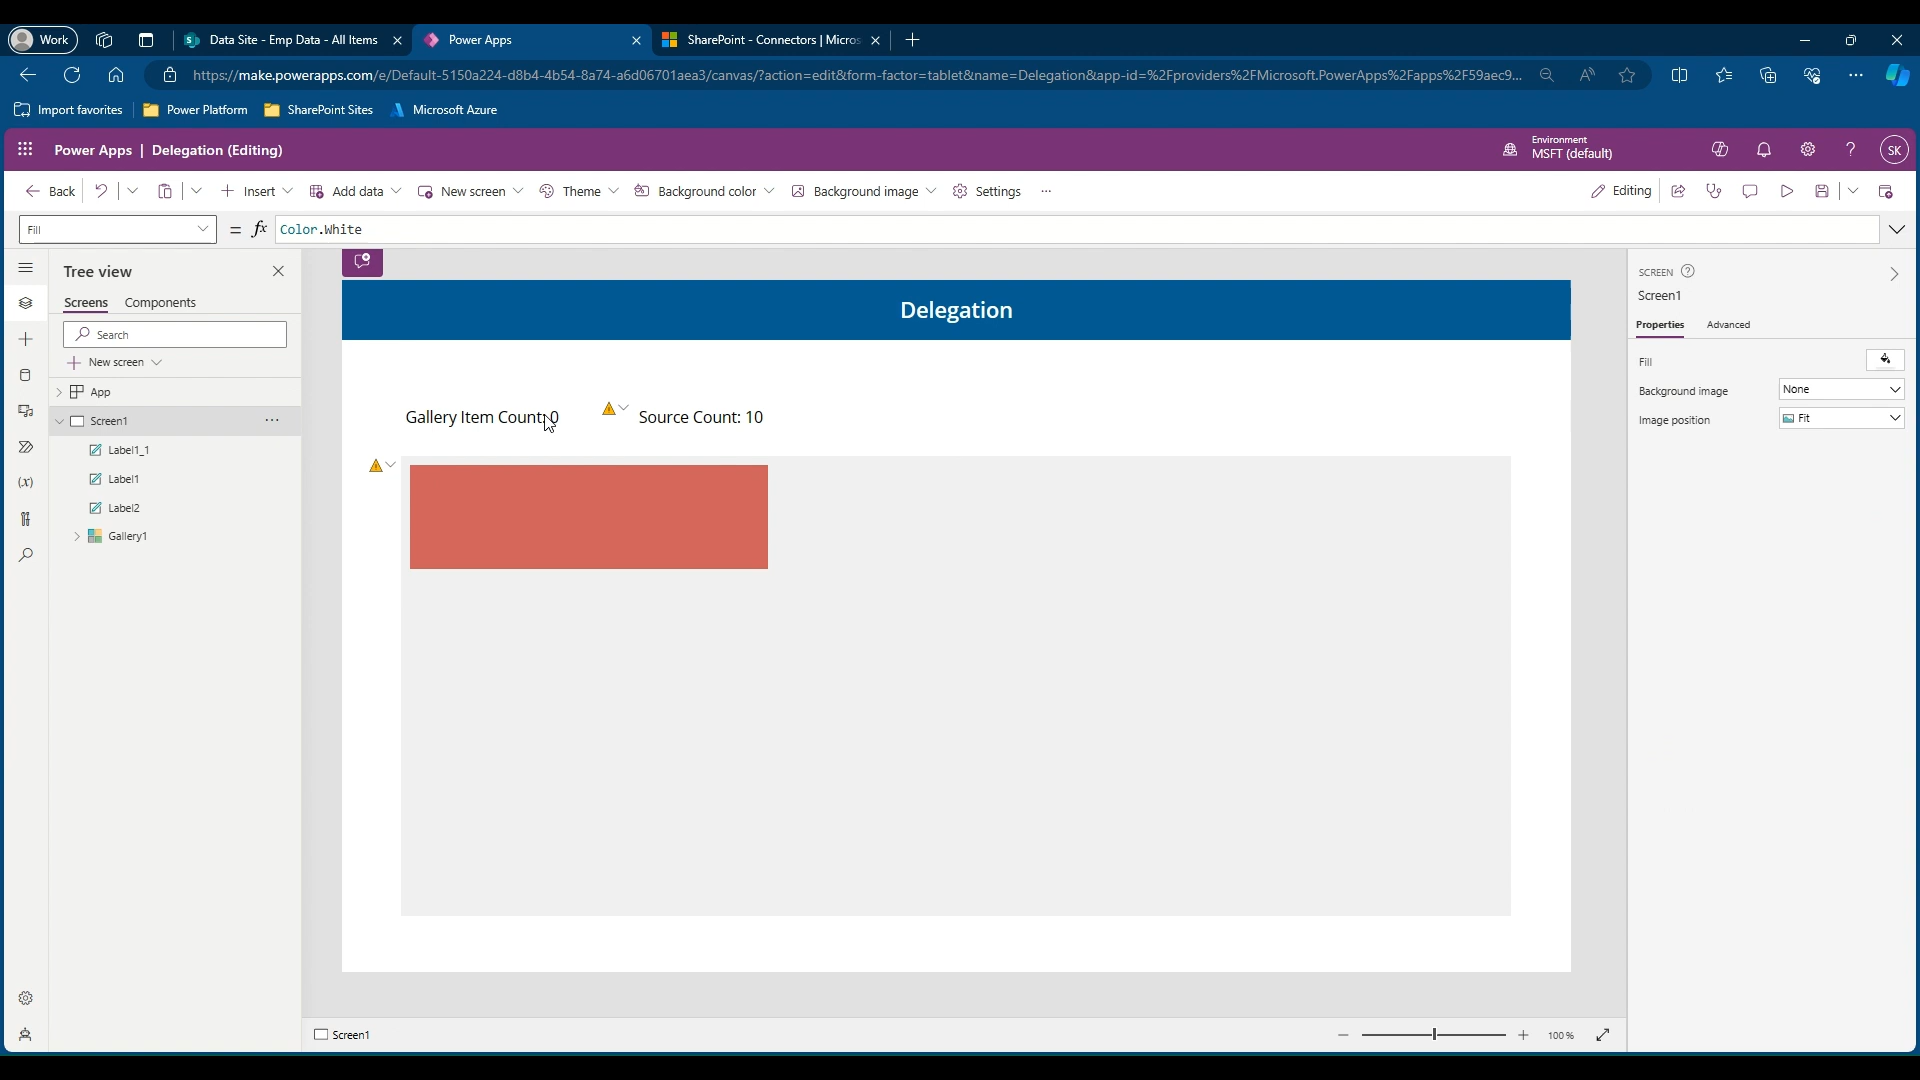 Work
Data Site - Emp Data - All Items
Power Apps
SharePoint - Connectors | Micros
https://make.powerapps.com/e/Default-5150a224-d8b4-4b54-8a74-a6d06701aea3/canvas/?action=edit&form-factor=tablet&name=Delegation&app-id=%2Fproviders%2FMicrosoft.PowerApps%2Fapps%2F59aec9...
Import favorites
Power Platform
SharePoint Sites
Microsoft Azure
Power Apps | Delegation (Editing)
Environment
MSFT (default)
SK
Back
Insert
Add data
New screen
Theme
Background color
Background image
Settings
...
Editing
Fill
= fx
Color.White
Tree view
Screens
Components
Search
New screen
App
Screen1
Label1_1
Label1
Label2
Gallery1
Delegation
Gallery Item Count: 0
Source Count: 10
SCREEN
Screen1
Properties
Advanced
Fill
Background image
None
Image position
Fit
Screen1
100 %